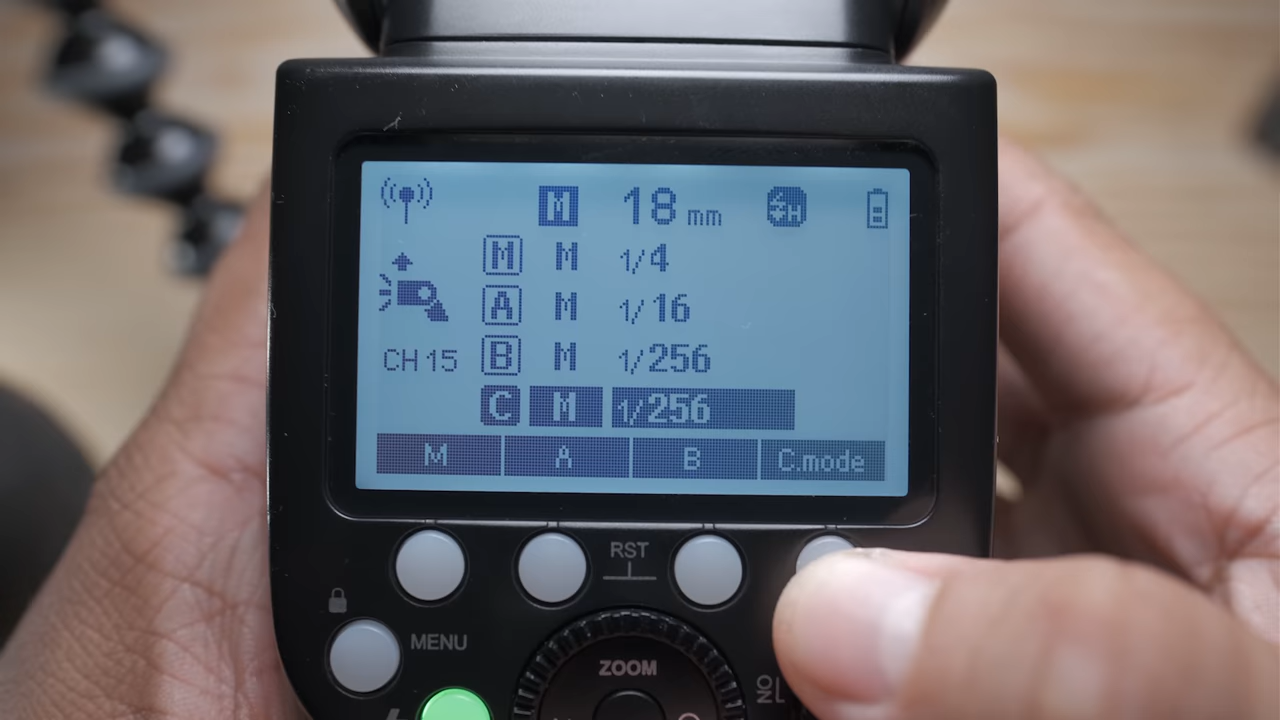 M 18 mm
M M 1/4
A M 1/16
CH 15 B M 1/256
C M 1/256
M A B C.mode
RST
MENU
ZOOM